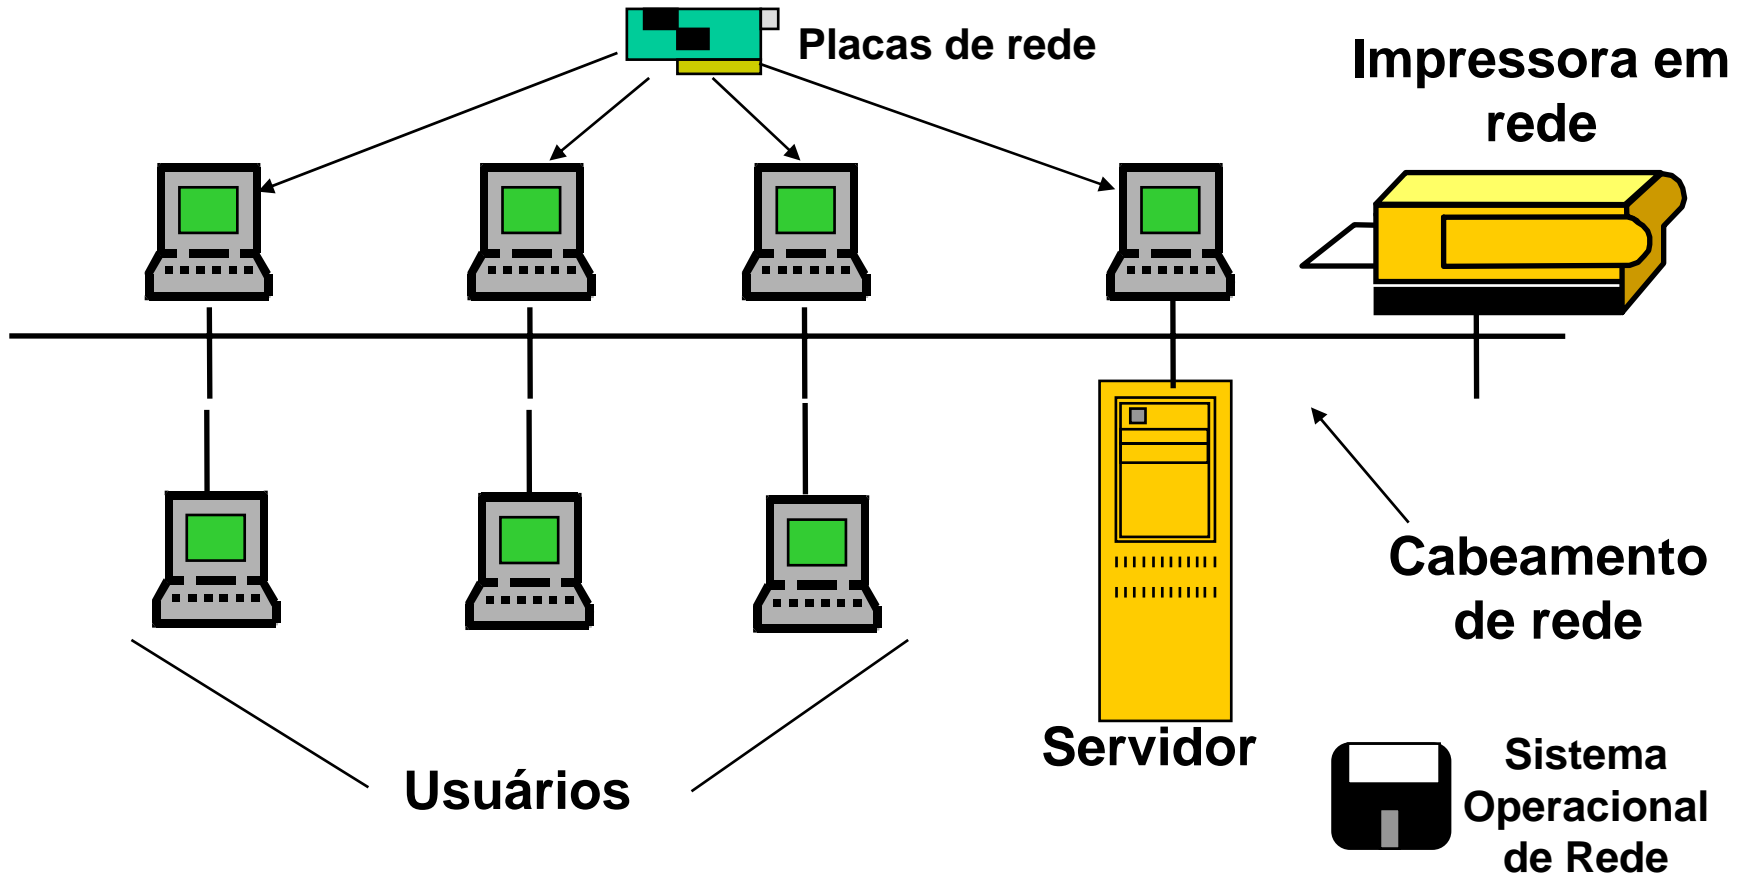 Placas de rede
Impressora em
rede
Cabeamento
de rede
Servidor
Usuários
Sistema
Operacional
de Rede